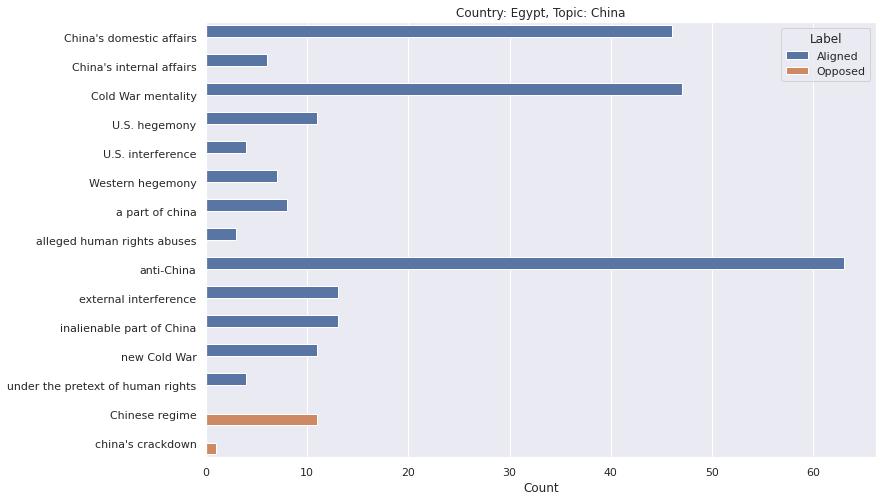 Country: Egypt, Topic: China
Label
Aligned
Opposed
China's domestic affairs
China's internal affairs
Cold War mentality
U.S. hegemony
U.S. interference
Western hegemony
a part of china
alleged human rights abuses
anti-China
external interference
inalienable part of China
new Cold War
under the pretext of human rights
Chinese regime
china's crackdown
0 10 20 30 40 50 60
Count